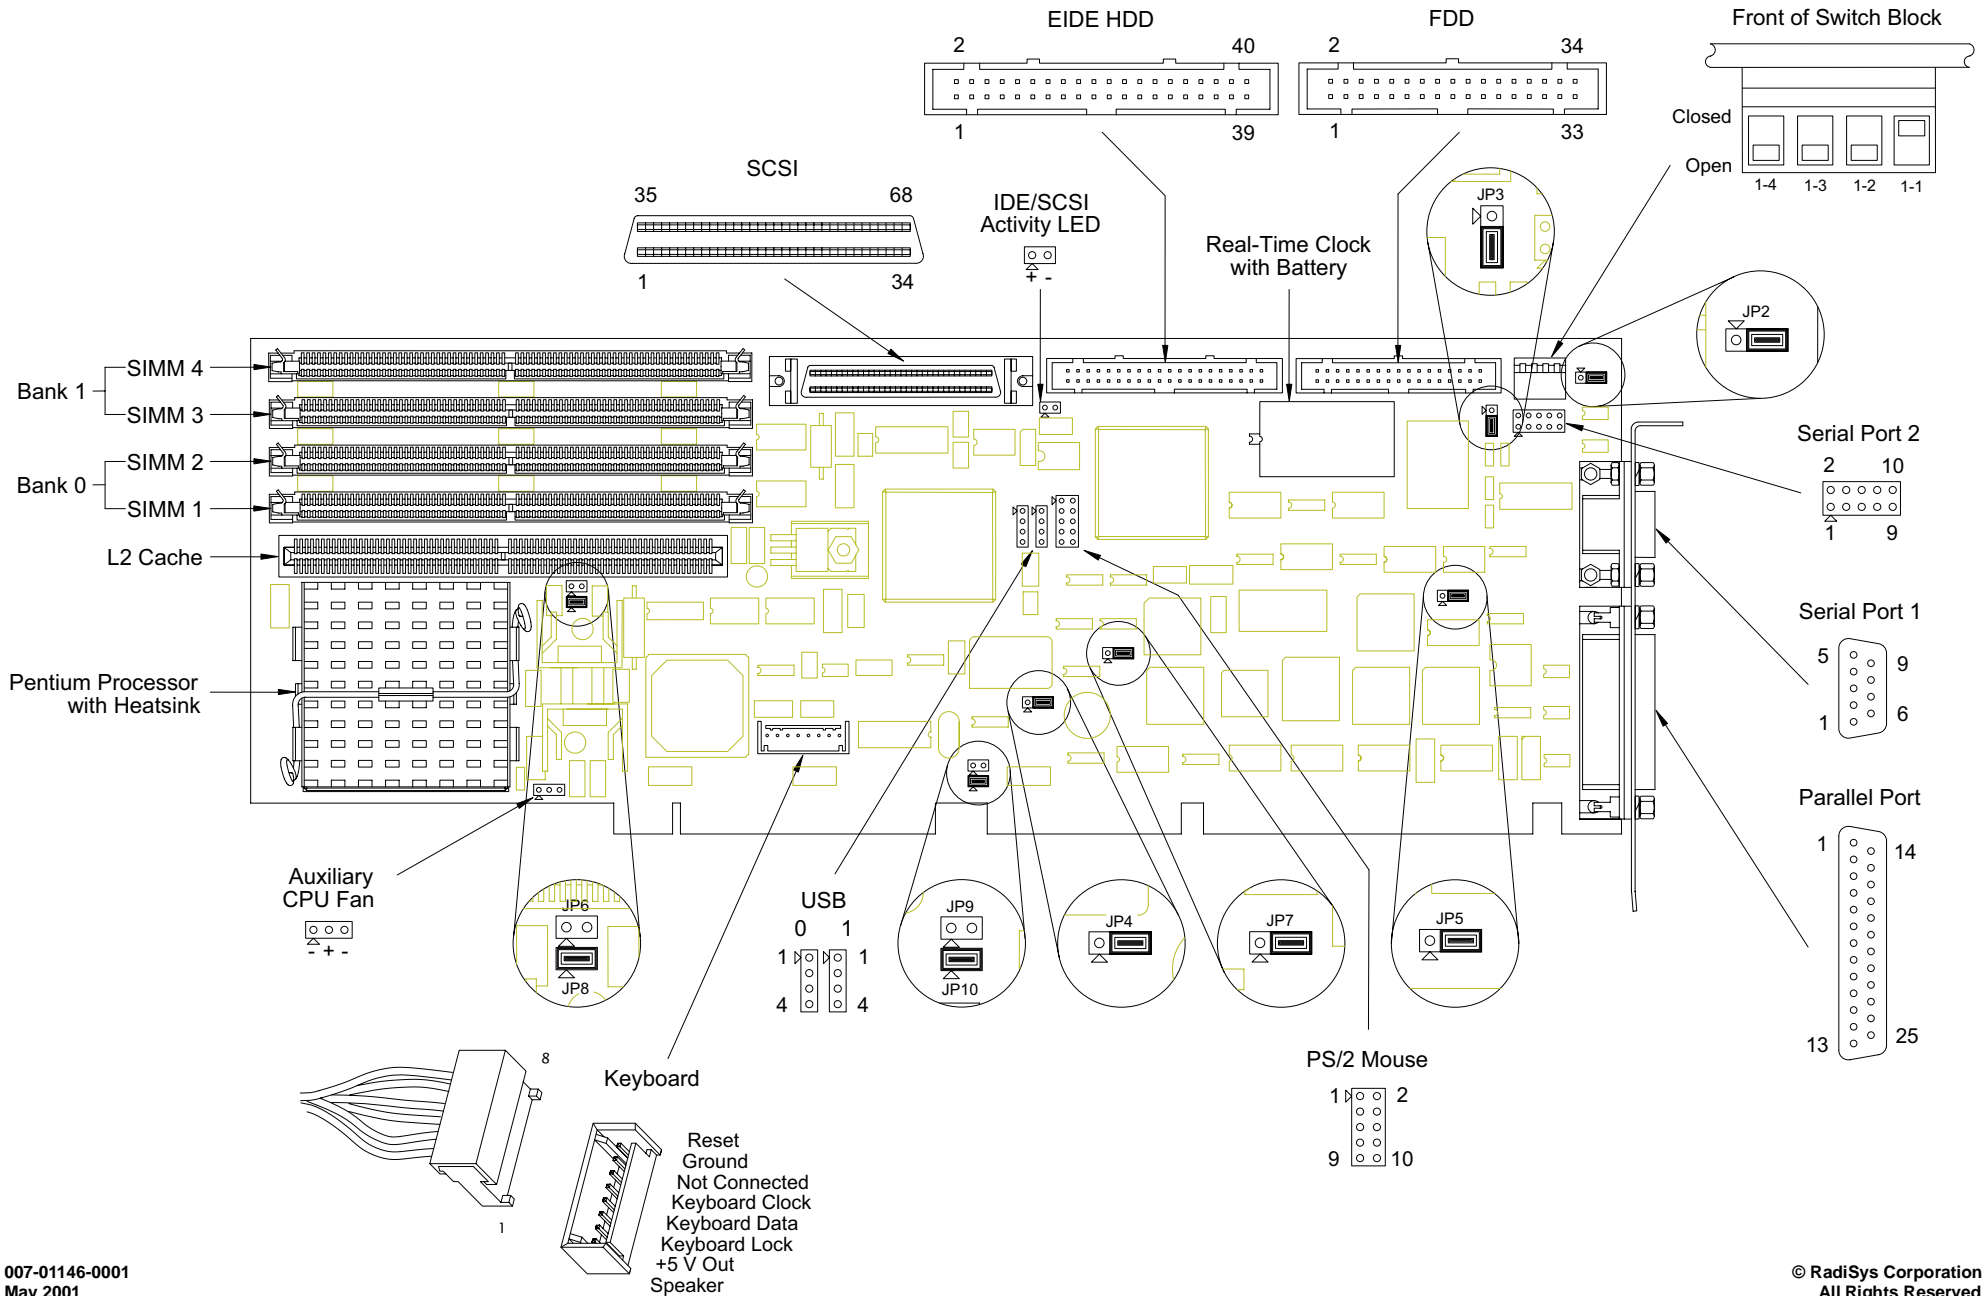 EIDE HDD
2 40
1 39
FDD
2 34
1 33
Front of Switch Block
Closed
Open
1-4 1-3 1-2 1-1
SCSI
35 68
1 34
IDE/SCSI
Activity LED
+ -
Real-Time Clock
with Battery
JP3
JP2
Bank 1
SIMM 4
SIMM 3
Bank 0
SIMM 2
SIMM 1
L2 Cache
Pentium Processor
with Heatsink
Serial Port 2
2 10
1 9
Serial Port 1
5 9
1 6
Parallel Port
1 14
13 25
Auxiliary
CPU Fan
- + -
JP6
JP8
USB
0 1
1 1
4 4
JP9
JP10
JP4
JP7
JP5
PS/2 Mouse
1 2
9 10
8
1
Keyboard
Reset
Ground
Not Connected
Keyboard Clock
Keyboard Data
Keyboard Lock
+5 V Out
Speaker
007-01146-0001
May 2001
© RadiSys Corporation
All Rights Reserved